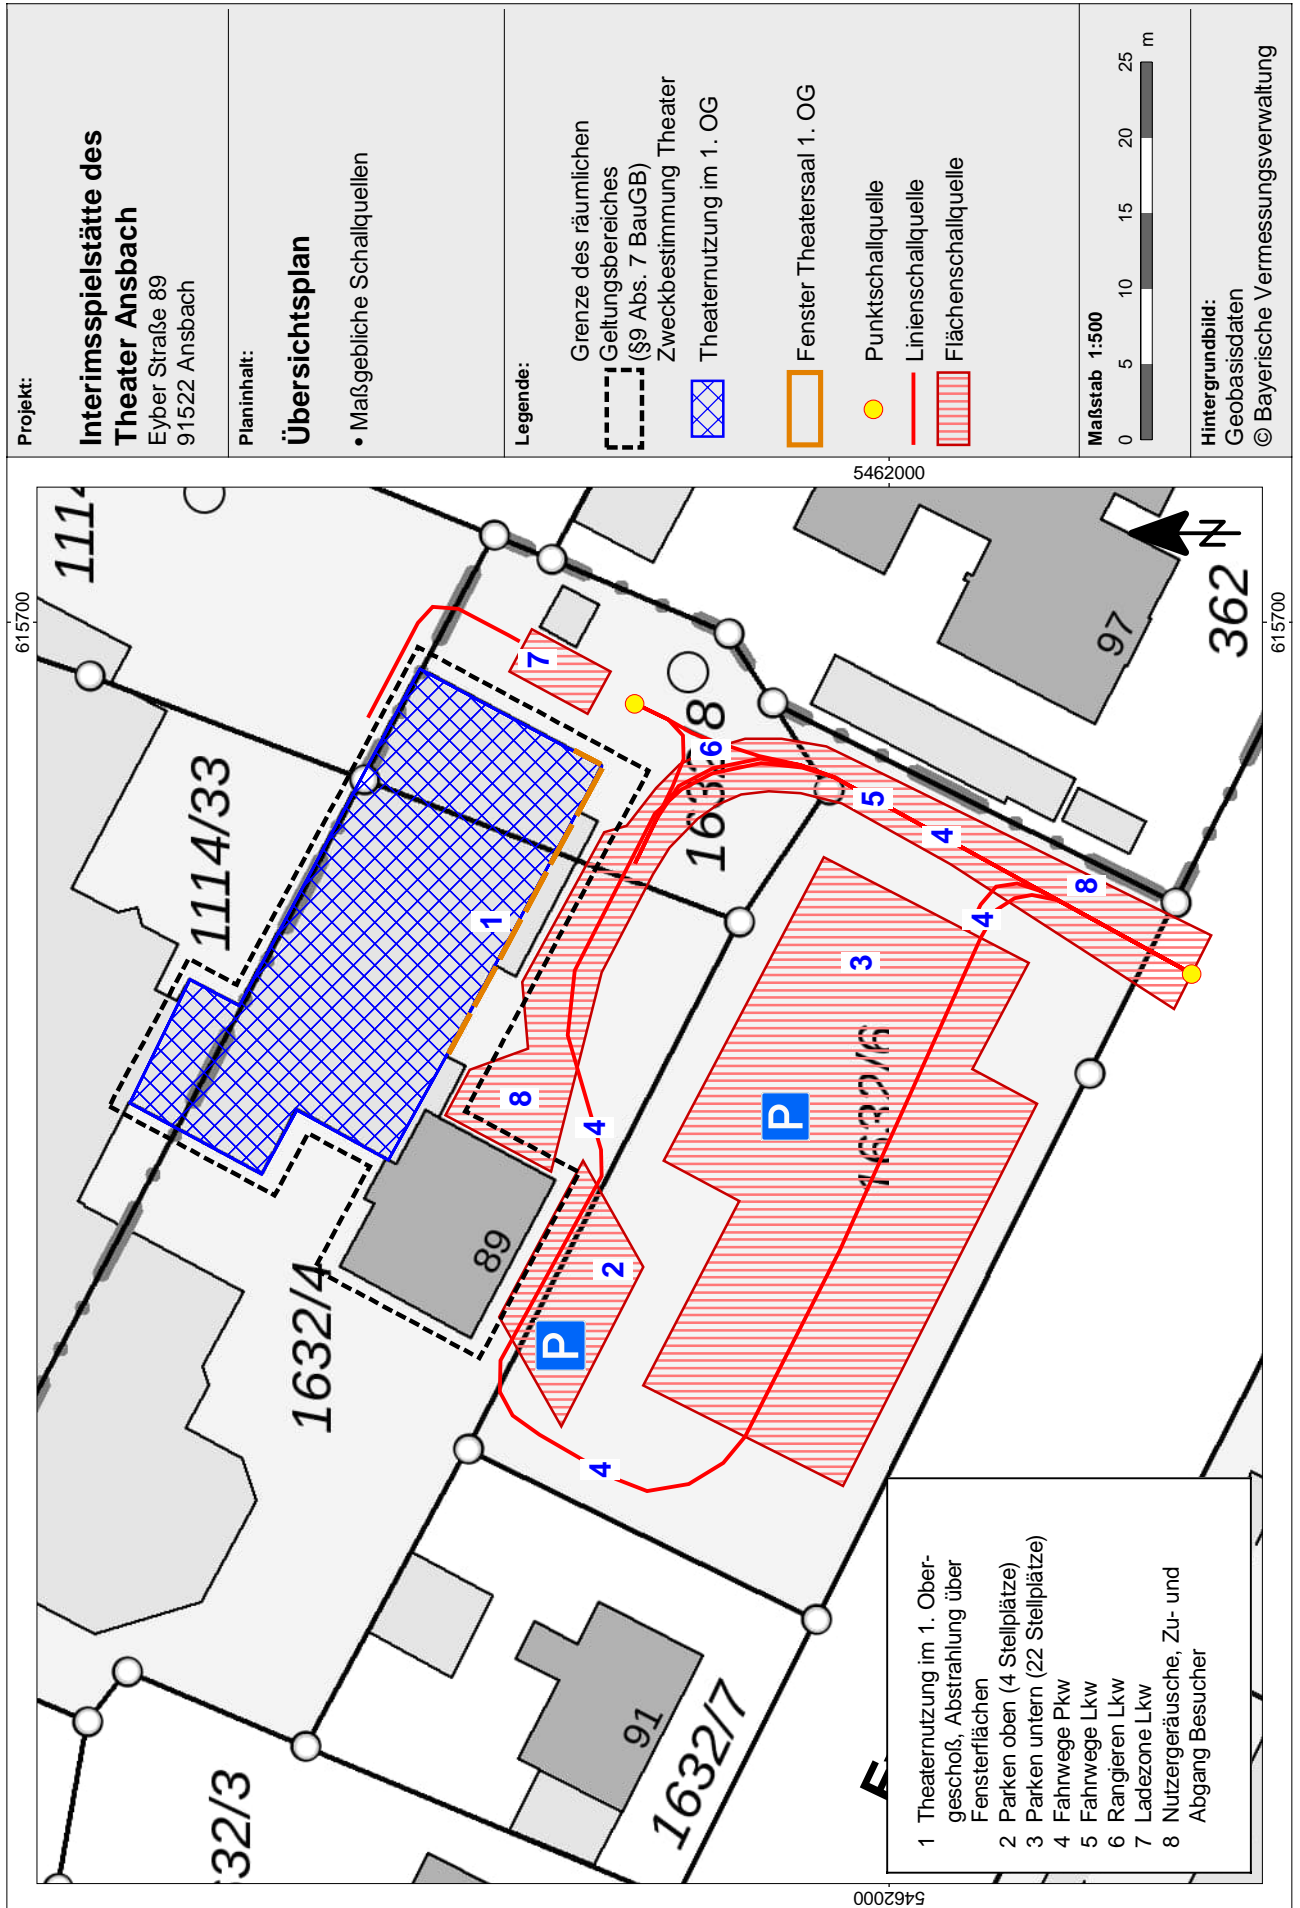 Projekt:
Interimsspielstätte des
Theater Ansbach
Eyber Straße 89
91522 Ansbach
Planinhalt:
Übersichtsplan
• Maßgebliche Schallquellen
Legende:
Grenze des räumlichen
Geltungsbereiches
(§9 Abs. 7 BauGB)
Zweckbestimmung Theater
Theaternutzung im 1. OG
Fenster Theatersaal 1. OG
Punktschallquelle
Linienschallquelle
Flächenschallquelle
Maßstab 1:500
0 5 10 15 20 25 m
Hintergrundbild:
Geobasisdaten
© Bayerische Vermessungsverwaltung
615700
5462000
615700
5462000
1114/33
1632/4
1632/6
1632/7
32/3
362
89
91
97
N
P
P
1
2
3
4
4
4
4
5
6
7
8
8
1 Theaternutzung im 1. Ober-
geschoß, Abstrahlung über
Fensterflächen
2 Parken oben (4 Stellplätze)
3 Parken untern (22 Stellplätze)
4 Fahrwege Pkw
5 Fahrwege Lkw
6 Rangieren Lkw
7 Ladezone Lkw
8 Nutzergeräusche, Zu- und
Abgang Besucher